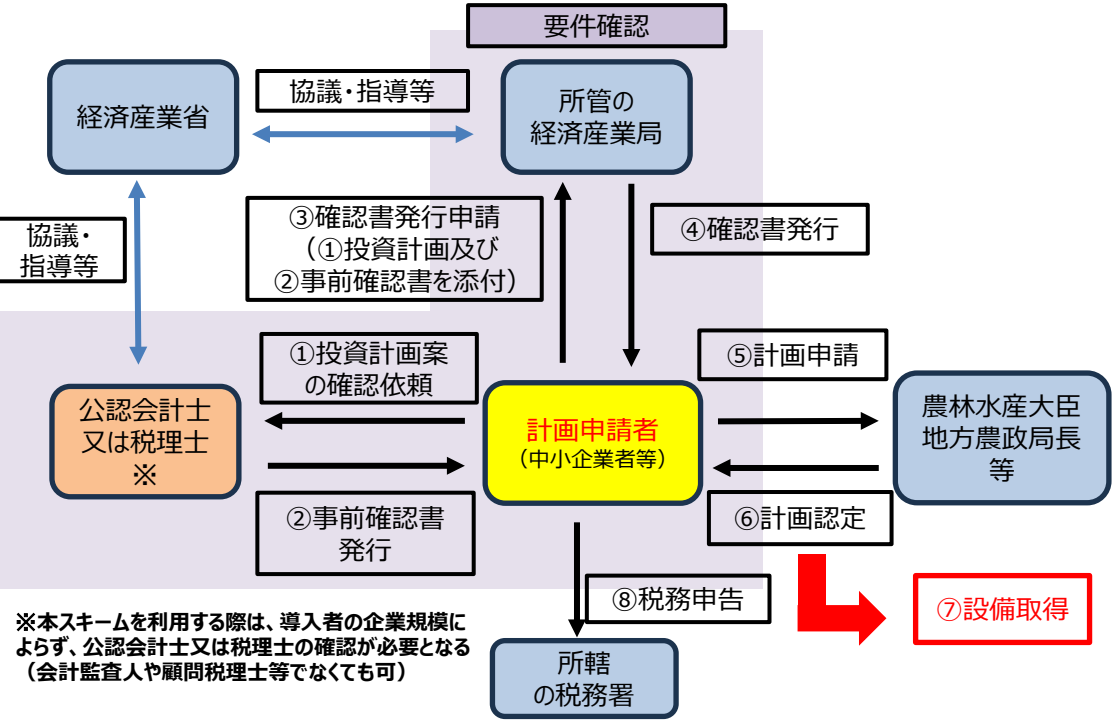 要件確認
経済産業省
協議・指導等
所管の
経済産業局
協議・
指導等
③確認書発行申請
（①投資計画及び
②事前確認書を添付）
④確認書発行
①投資計画案
の確認依頼
⑤計画申請
公認会計士
又は税理士
※
計画申請者
（中小企業者等）
農林水産大臣
地方農政局長
等
②事前確認書
発行
⑥計画認定
⑧税務申告
⑦設備取得
※本スキームを利用する際は、導入者の企業規模に
よらず、公認会計士又は税理士の確認が必要となる
（会計監査人や顧問税理士等でなくても可）
所轄
の税務署